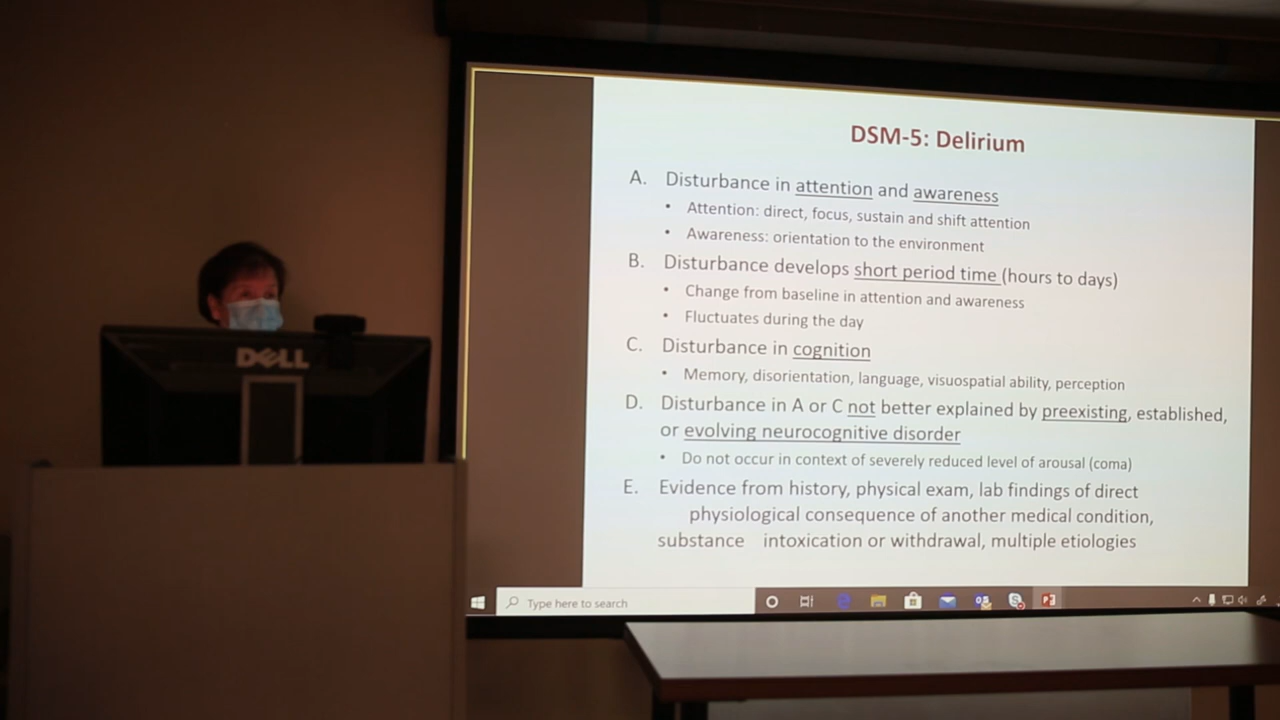 DSM-5: Delirium
A. Disturbance in attention and awareness
• Attention: direct, focus, sustain and shift attention
• Awareness: orientation to the environment
B. Disturbance develops short period time (hours to days)
• Change from baseline in attention and awareness
• Fluctuates during the day
C. Disturbance in cognition
• Memory, disorientation, language, visuospatial ability, perception
D. Disturbance in A or C not better explained by preexisting, established,
or evolving neurocognitive disorder
• Do not occur in context of severely reduced level of arousal (coma)
E. Evidence from history, physical exam, lab findings of direct
physiological consequence of another medical condition,
substance intoxication or withdrawal, multiple etiologies
Type here to search
DELL